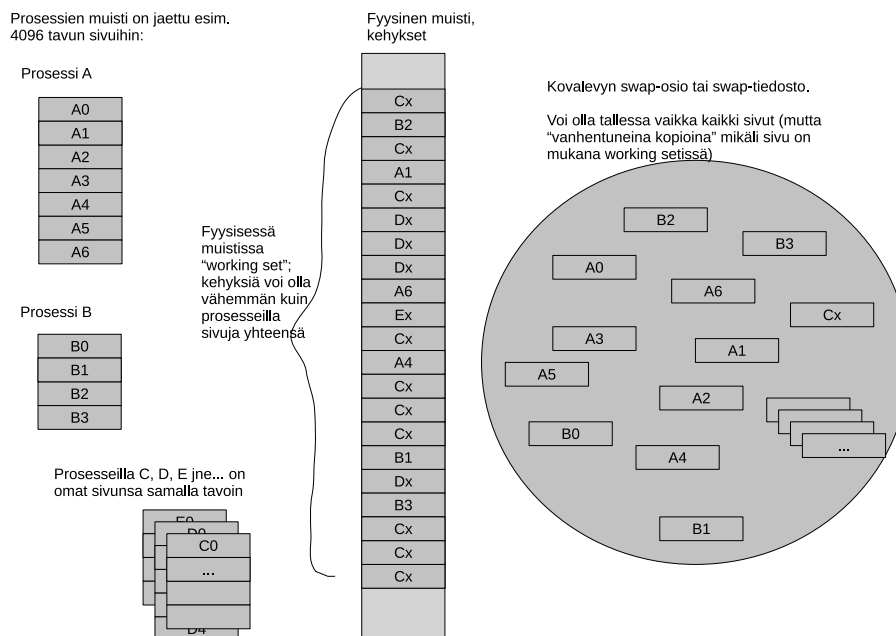 Prosessien muisti on jaettu esim.
4096 tavun sivuihin:
Prosessi A
A0
A1
A2
A3
A4
A5
A6
Prosessi B
B0
B1
B2
B3
Prosesseilla C, D, E jne... on
omat sivunsa samalla tavoin
E0
D0
C0
...
D4
Fyysinen muisti,
kehykset
Fyysisessä
muistissa
“working set”;
kehyksiä voi olla
vähemmän kuin
prosesseilla
sivuja yhteensä
Cx
B2
Cx
A1
Cx
Dx
Dx
Dx
A6
Ex
Cx
A4
Cx
Cx
Cx
B1
Dx
B3
Cx
Cx
Cx
Kovalevyn swap-osio tai swap-tiedosto.
Voi olla tallessa vaikka kaikki sivut (mutta
“vanhentuneina kopioina” mikäli sivu on
mukana working setissä)
B2
B3
A0
A6
Cx
A3
A1
A5
A2
B0
A4
...
B1